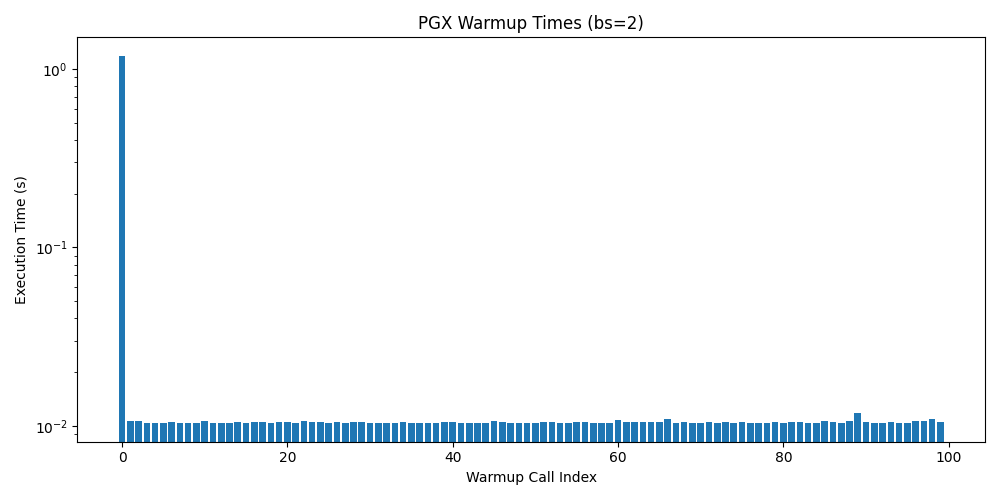 PGX Warmup Times (bs=2)
Execution Time (s)
10⁰
10⁻¹
10⁻²
0 20 40 60 80 100
Warmup Call Index